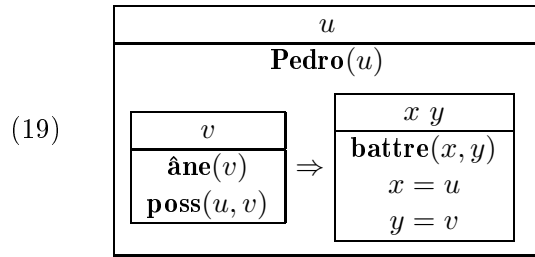 u
Pedro(u)
(19)
v
âne(v)
poss(u, v)
⇒
x y
battre(x, y)
x = u
y = v